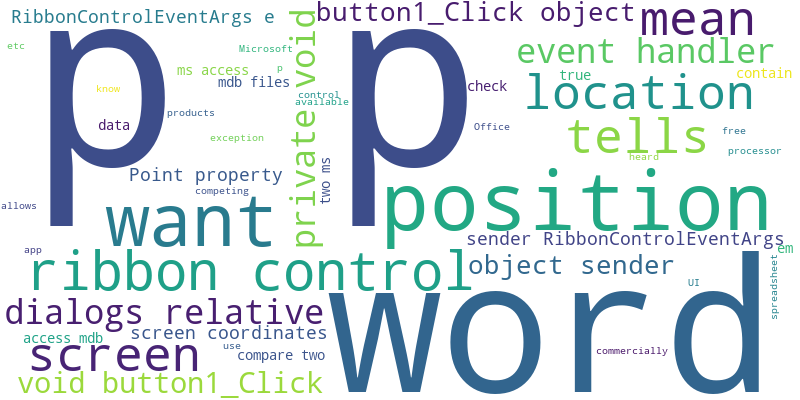 RibbonControlEventArgs e
button1_Click object
mean
etc
Microsoft
p p
private void
event handler
ms access
p
mdb files
true
contain
know
control
available
check
location
products
data
two ms
Office
tells
free
exception
heard
processor
Point property
competing
position
allows
want
sender RibbonControlEventArgs
app
em
ribbon control
object sender
spreadsheet
UI
word
dialogs relative
access mdb
screen coordinates
screen
use
compare two
commercially
void button1_Click